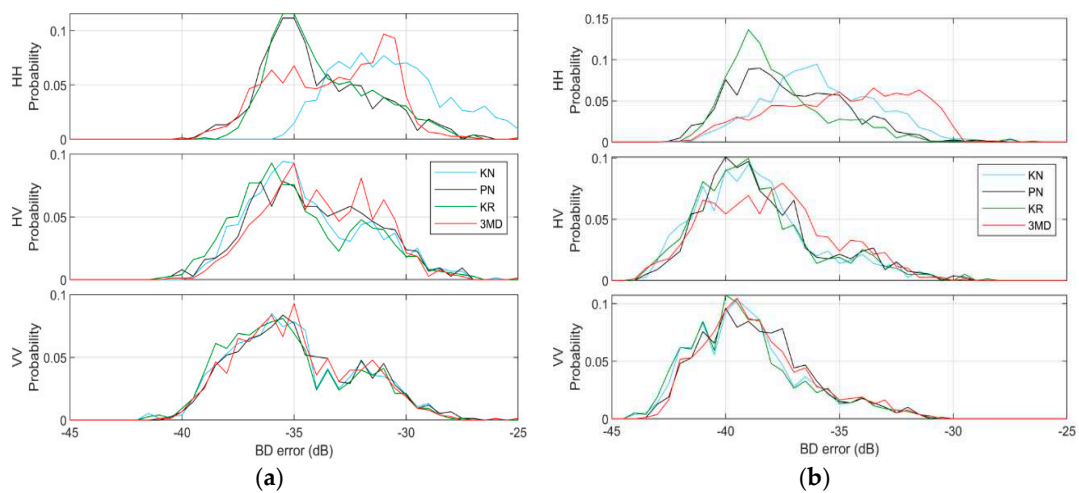 0.1
0.05
0
HH
Probability
0.1
0.05
0
HV
Probability
KN
PN
KR
3MD
0.1
0.05
0
VV
Probability
-45
-40
-35
-30
-25
BD error (dB)
(a)
0.15
0.1
0.05
0
HH
Probability
0.1
0.05
0
HV
Probability
KN
PN
KR
3MD
0.1
0.05
0
VV
Probability
-45
-40
-35
-30
-25
BD error (dB)
(b)